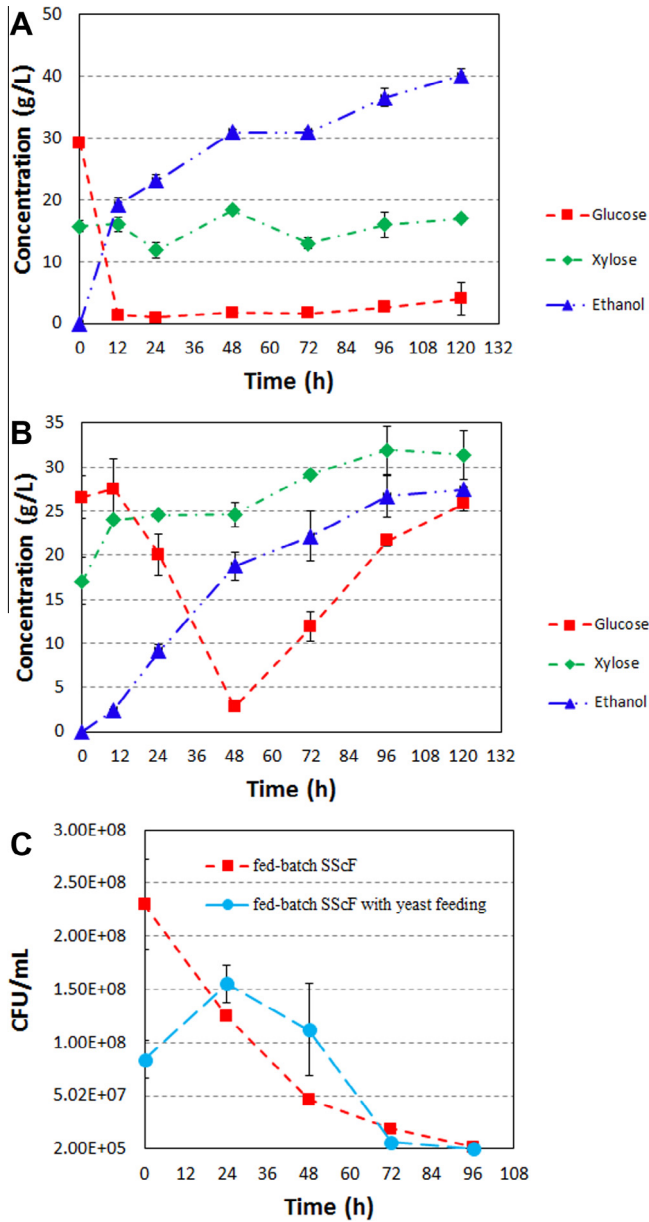 A
Concentration (g/L)
50
40
30
20
10
0
0 12 24 36 48 60 72 84 96 108 120 132
Time (h)
Glucose
Xylose
Ethanol
B
Concentration (g/L)
35
30
25
20
15
10
5
0
0 12 24 36 48 60 72 84 96 108 120 132
Time (h)
Glucose
Xylose
Ethanol
C
CFU/mL
3.00E+08
2.50E+08
2.00E+08
1.50E+08
1.00E+08
5.02E+07
2.00E+05
fed-batch SScF
fed-batch SScF with yeast feeding
0 12 24 36 48 60 72 84 96 108
Time (h)